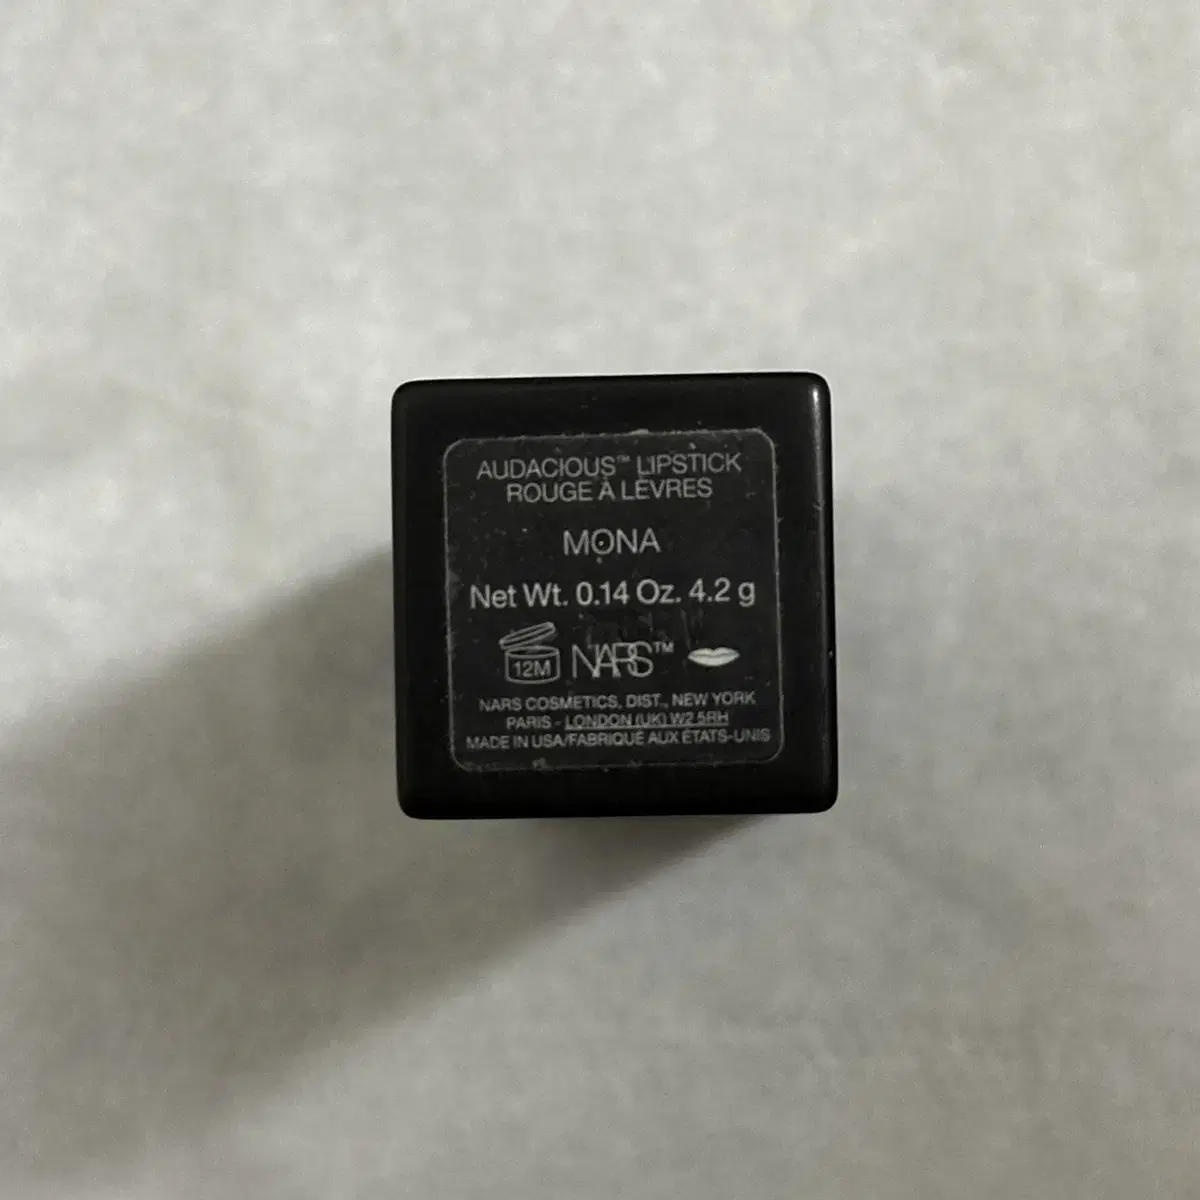 AUDACIOUS™ LIPSTICK
ROUGE À LÈVRES
MONA
Net Wt. 0.14 Oz. 4.2 g
12M NARS™
NARS COSMETICS, DIST., NEW YORK
PARIS - LONDON (UK) W2 5RH
MADE IN USA/FABRIQUÉ AUX ÉTATS-UNIS